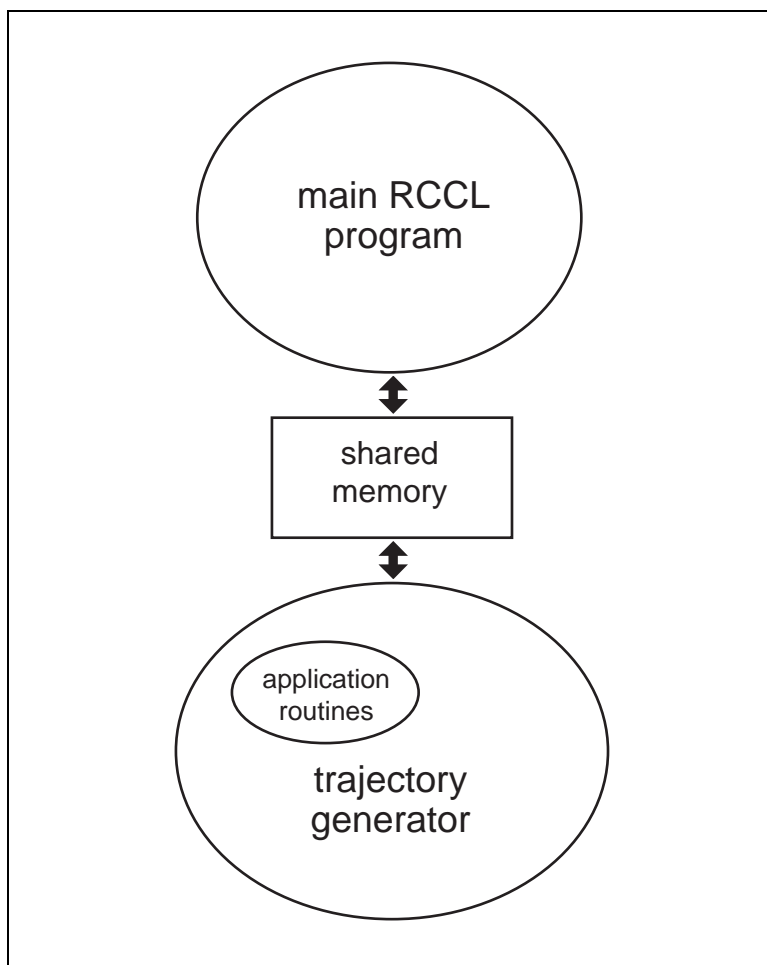 main RCCL
program
shared
memory
application
routines
trajectory
generator